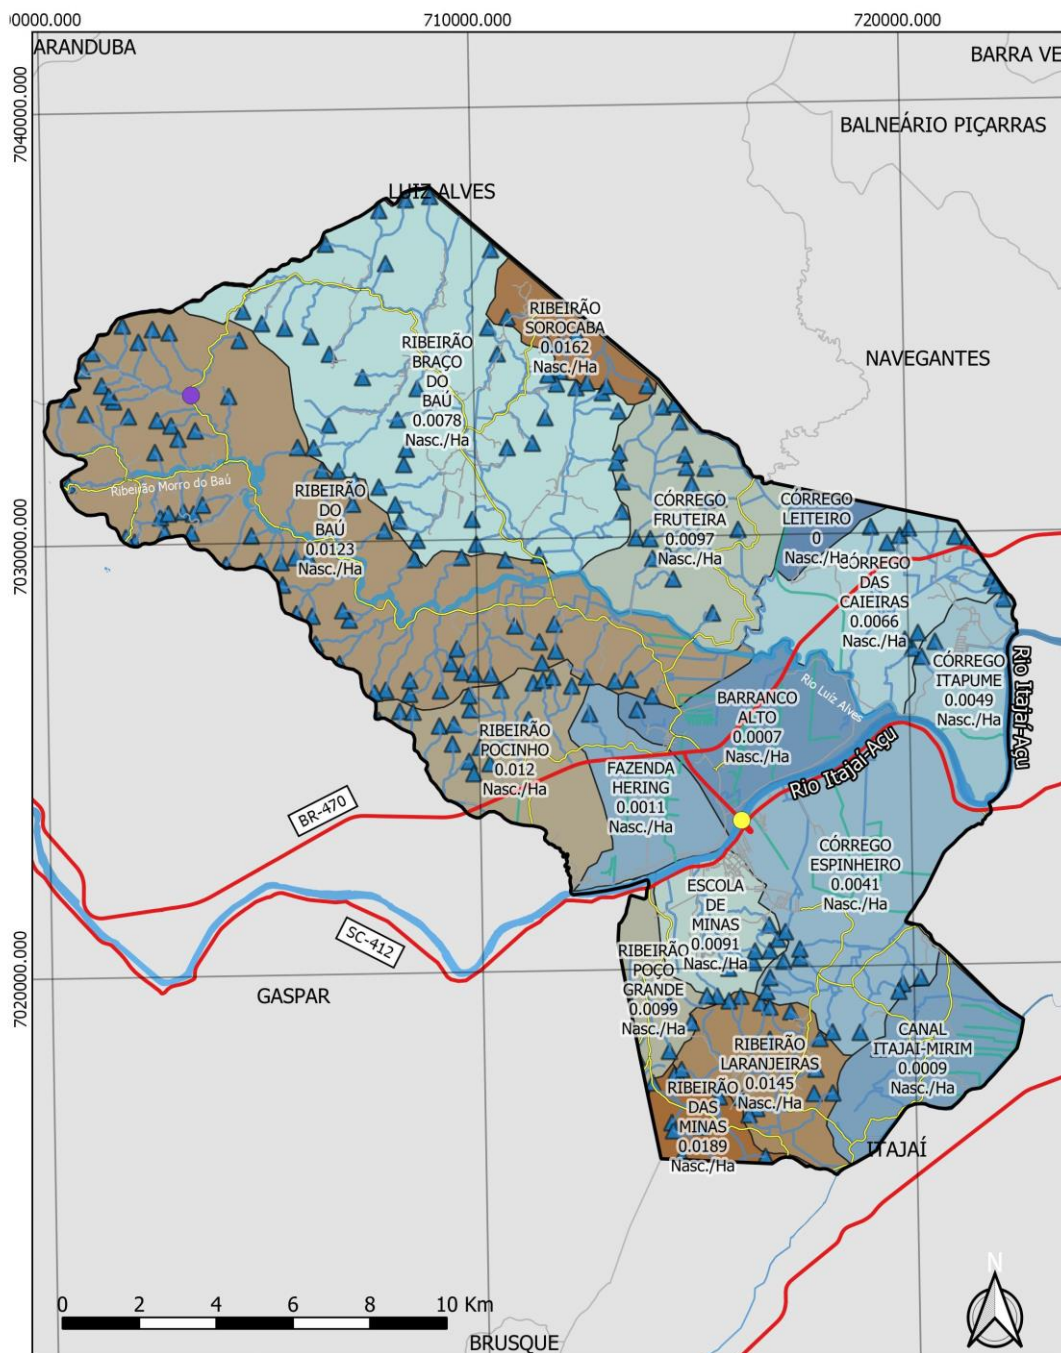 00000.000
710000.000
720000.000
ARANDUBA
BARRA VE
7040000.000
BALNEÁRIO PIÇARRAS
LUIZ ALVES
RIBEIRÃO
SOROCABA
0.0162
Nasc./Ha
RIBEIRÃO
BRAÇO
DO
BAÚ
0.0078
Nasc./Ha
NAVEGANTES
Ribeirão Morro do Baú
RIBEIRÃO
DO
BAÚ
0.0123
Nasc./Ha
CÓRREGO
FRUTEIRA
0.0097
Nasc./Ha
CÓRREGO
LEITEIRO
0
Nasc./Ha
7030000.000
CÓRREGO
DAS
CAIEIRAS
0.0066
Nasc./Ha
CÓRREGO
ITAPUME
0.0049
Nasc./Ha
Rio Itajaí-Açu
BARRANCO
ALTO
0.0007
Nasc./Ha
Rio Luiz Alves
RIBEIRÃO
POCINHO
0.012
Nasc./Ha
FAZENDA
HERING
0.0011
Nasc./Ha
Rio Itajaí-Açu
BR-470
CÓRREGO
ESPINHEIRO
0.0041
Nasc./Ha
ESCOLA
DE
MINAS
0.0091
Nasc./Ha
SC-412
RIBEIRÃO
POÇO
GRANDE
0.0099
Nasc./Ha
7020000.000
GASPAR
CANAL
ITAJAI-MIRIM
0.0009
Nasc./Ha
RIBEIRÃO
LARANJEIRAS
0.0145
Nasc./Ha
RIBEIRÃO
DAS
MINAS
0.0189
Nasc./Ha
ITAJAÍ
N
0 2 4 6 8 10 Km
BRUSQUE